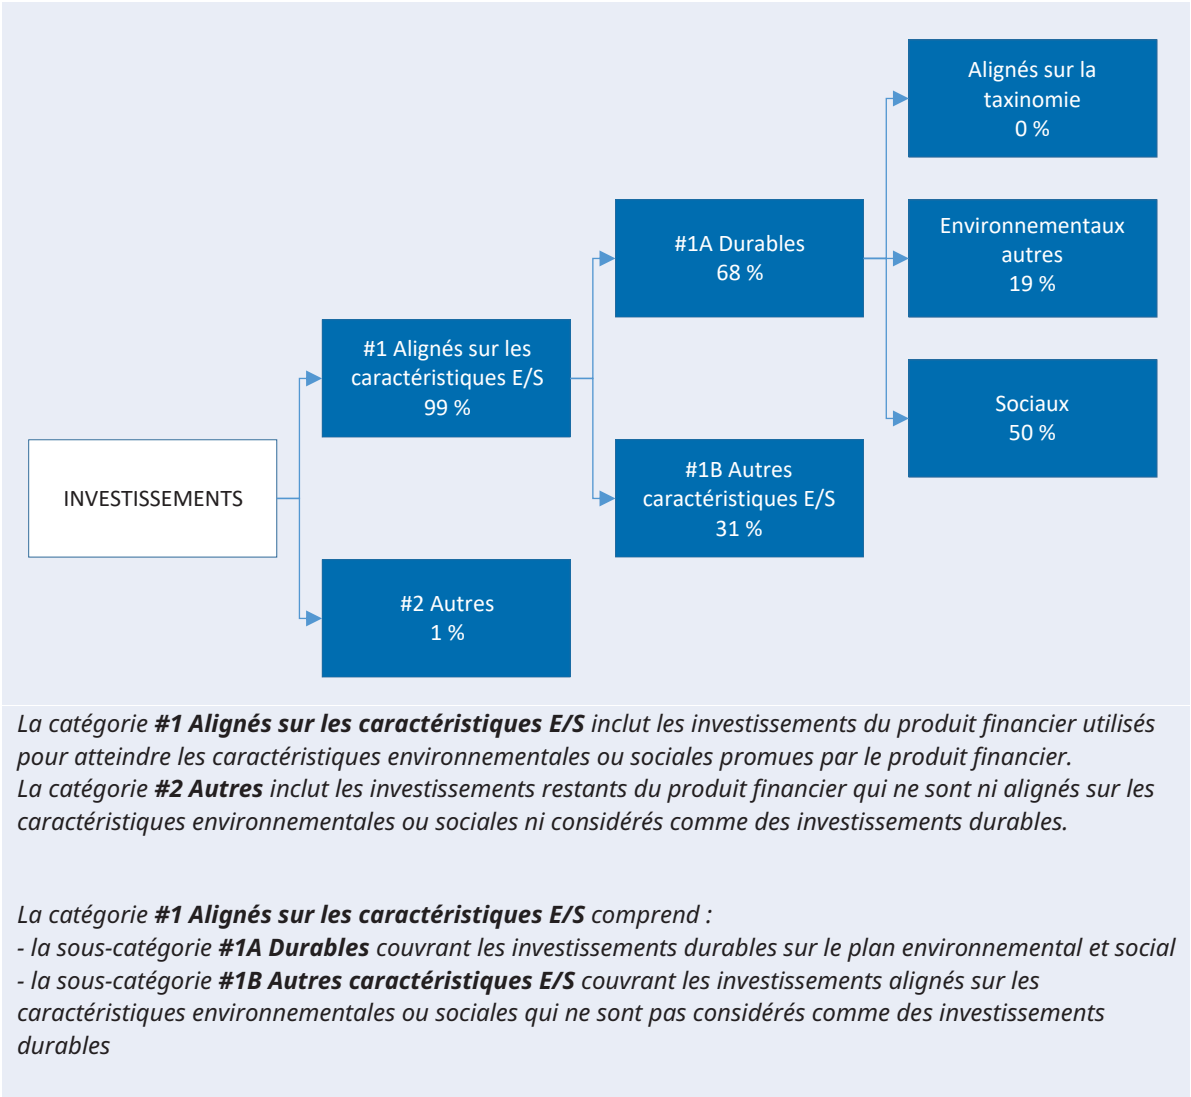 INVESTISSEMENTS
#1 Alignés sur les
caractéristiques E/S
99 %
#2 Autres
1 %
#1A Durables
68 %
#1B Autres
caractéristiques E/S
31 %
Alignés sur la
taxinomie
0 %
Environnementaux
autres
19 %
Sociaux
50 %
La catégorie #1 Alignés sur les caractéristiques E/S inclut les investissements du produit financier utilisés
pour atteindre les caractéristiques environnementales ou sociales promues par le produit financier.
La catégorie #2 Autres inclut les investissements restants du produit financier qui ne sont ni alignés sur les
caractéristiques environnementales ou sociales ni considérés comme des investissements durables.
La catégorie #1 Alignés sur les caractéristiques E/S comprend :
- la sous-catégorie #1A Durables couvrant les investissements durables sur le plan environnemental et social
- la sous-catégorie #1B Autres caractéristiques E/S couvrant les investissements alignés sur les
caractéristiques environnementales ou sociales qui ne sont pas considérés comme des investissements
durables